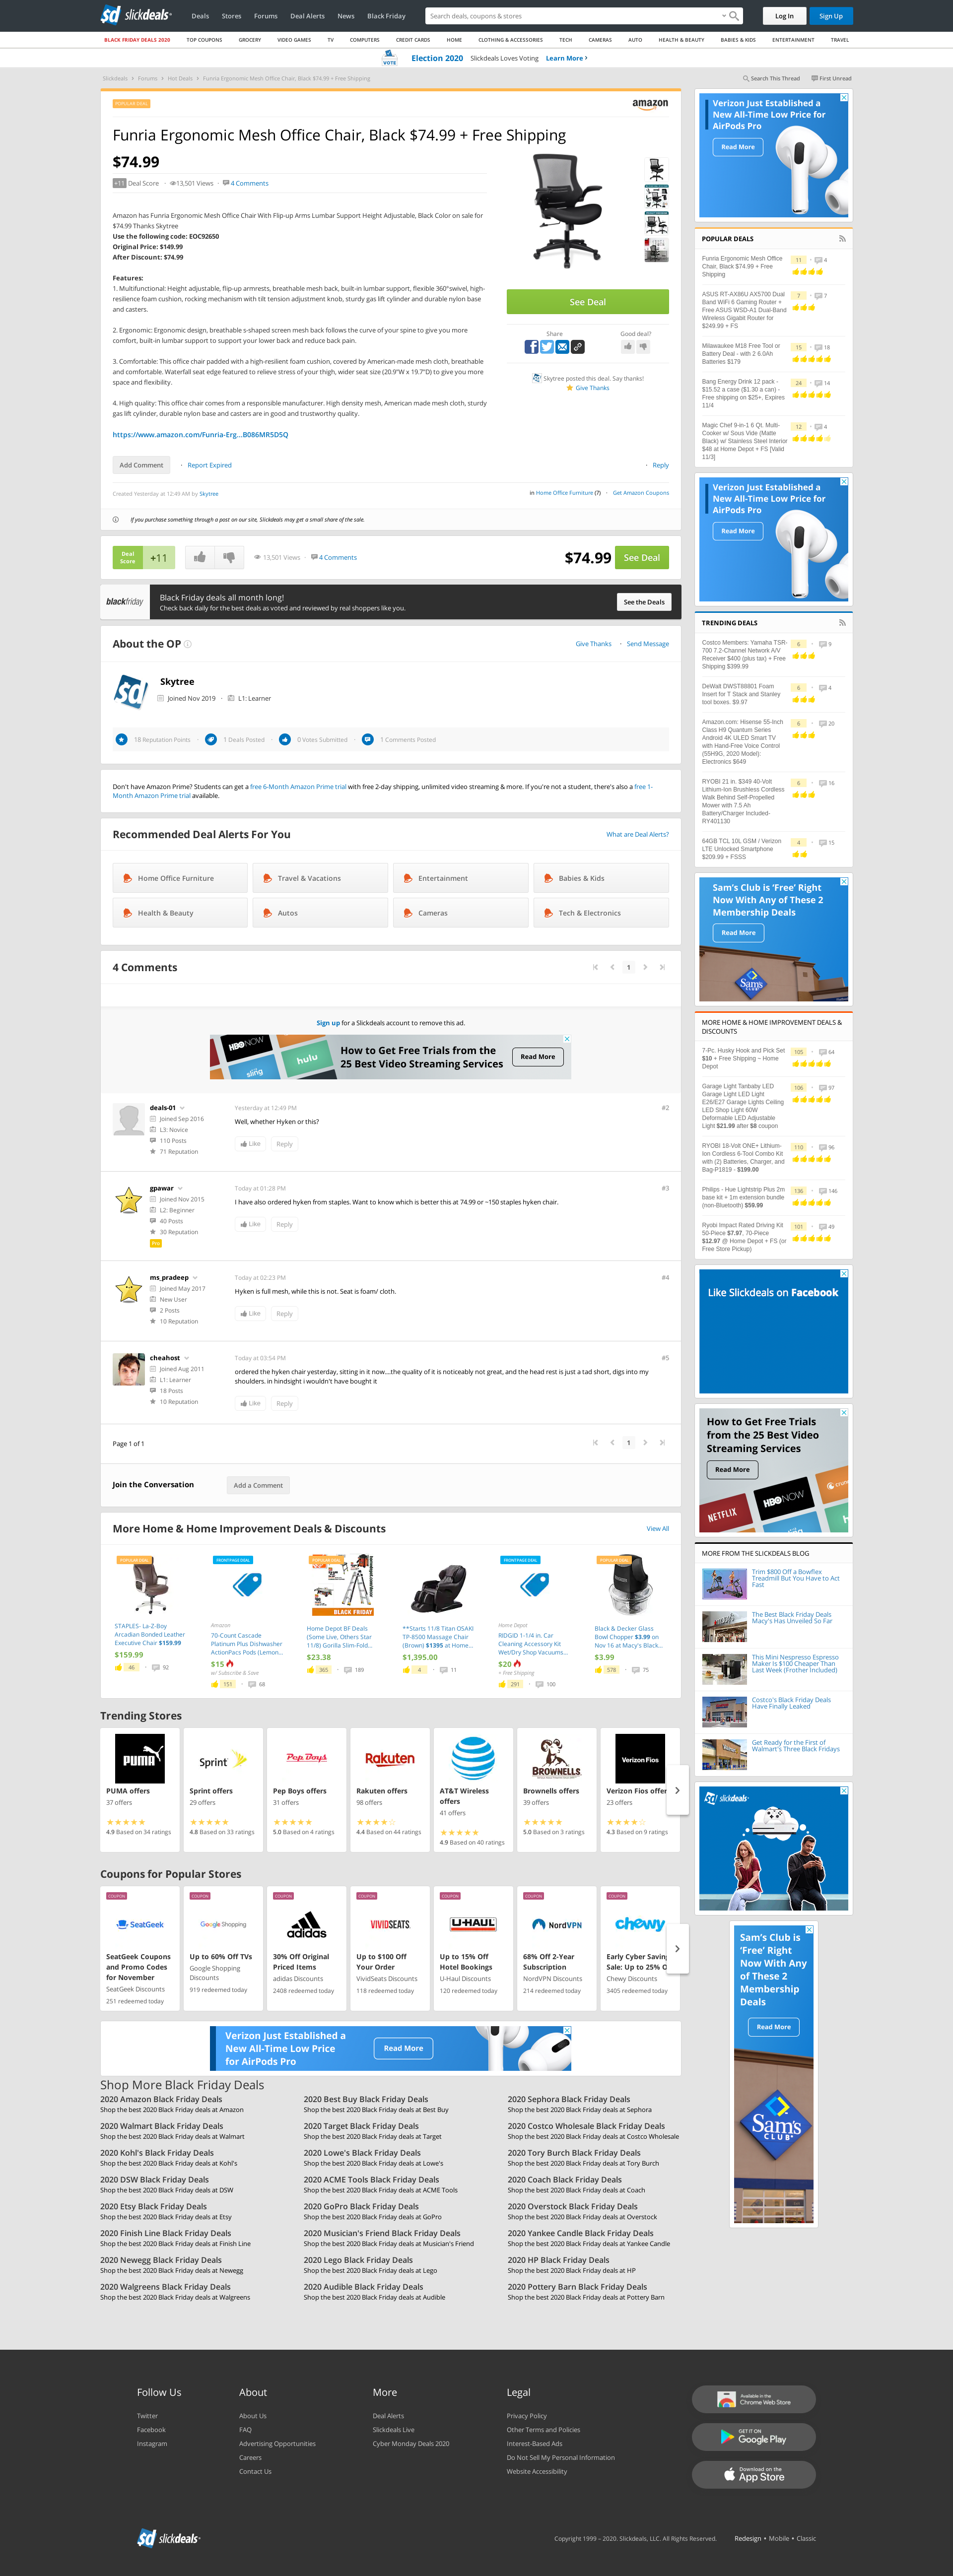 slickdeals
Deals Stores Forums Deal Alerts News Black Friday
Search deals, coupons & stores
Log In Sign Up
BLACK FRIDAY DEALS 2020 TOP COUPONS GROCERY VIDEO GAMES TV COMPUTERS CREDIT CARDS HOME CLOTHING & ACCESSORIES TECH CAMERAS AUTO HEALTH & BEAUTY BABIES & KIDS ENTERTAINMENT TRAVEL
VOTE Election 2020 Slickdeals Loves Voting Learn More
Slickdeals Forums Hot Deals Funria Ergonomic Mesh Office Chair, Black $74.99 + Free Shipping
Search This Thread First Unread
POPULAR DEAL
amazon
Funria Ergonomic Mesh Office Chair, Black $74.99 + Free Shipping
$74.99
+11 Deal Score 13,501 Views 4 Comments
Amazon has Funria Ergonomic Mesh Office Chair With Flip-up Arms Lumbar Support Height Adjustable, Black Color on sale for
$74.99 Thanks Skytree
Use the following code: EOC92650
Original Price: $149.99
After Discount: $74.99
Features:
1. Multifunctional: Height adjustable, flip-up armrests, breathable mesh back, built-in lumbar support, flexible 360°swivel, high-
resilience foam cushion, rocking mechanism with tilt tension adjustment knob, sturdy gas lift cylinder and durable nylon base
and casters.
2. Ergonomic: Ergonomic design, breathable s-shaped screen mesh back follows the curve of your spine to give you more
comfort, built-in lumbar support to comfort your lower back and reduce back pain.
3. Comfortable: This office chair padded with a high-resilient foam cushion, covered by American-made mesh cloth, breathable
and comfortable. Waterfall seat edge featured to relieve stress of your thigh, wider seat size (20.9"W x 19.7"D) to give you more
space and flexibility.
4. High quality: This office chair comes from a responsible manufacturer. High density mesh, American made mesh cloth, sturdy
gas lift cylinder, durable nylon base and casters are in good and trustworthy quality.
https://www.amazon.com/Funria-Erg...B086MR5D5Q
See Deal
Share Good deal?
Skytree posted this deal. Say thanks!
Give Thanks
Add Comment Report Expired Reply
Created Yesterday at 12:49 AM by Skytree
in Home Office Furniture (7) Get Amazon Coupons
If you purchase something through a post on our site, Slickdeals may get a small share of the sale.
Deal Score +11 13,501 Views 4 Comments $74.99 See Deal
blackfriday
Black Friday deals all month long!
Check back daily for the best deals as voted and reviewed by real shoppers like you.
See the Deals
About the OP
Give Thanks Send Message
Skytree
Joined Nov 2019 L1: Learner
18 Reputation Points 1 Deals Posted 0 Votes Submitted 1 Comments Posted
Don't have Amazon Prime? Students can get a free 6-Month Amazon Prime trial with free 2-day shipping, unlimited video streaming & more. If you're not a student, there's also a free 1-
Month Amazon Prime trial available.
Recommended Deal Alerts For You
What are Deal Alerts?
Home Office Furniture Travel & Vacations Entertainment Babies & Kids
Health & Beauty Autos Cameras Tech & Electronics
4 Comments
1
Sign up for a Slickdeals account to remove this ad.
HBO NOW sling hulu
How to Get Free Trials from the
25 Best Video Streaming Services
Read More
deals-01
Joined Sep 2016
L3: Novice
110 Posts
71 Reputation
Yesterday at 12:49 PM #2
Well, whether Hyken or this?
Like Reply
gpawar
Joined Nov 2015
L2: Beginner
40 Posts
30 Reputation
Pro
Today at 01:28 PM #3
I have also ordered hyken from staples. Want to know which is better this at 74.99 or ~150 staples hyken chair.
Like Reply
ms_pradeep
Joined May 2017
New User
2 Posts
10 Reputation
Today at 02:23 PM #4
Hyken is full mesh, while this is not. Seat is foam/ cloth.
Like Reply
cheahost
Joined Aug 2011
L1: Learner
18 Posts
10 Reputation
Today at 03:54 PM #5
ordered the hyken chair yesterday, sitting in it now....the quality of it is noticeably not great, and the head rest is just a tad short, digs into my
shoulders. in hindsight i wouldn't have bought it
Like Reply
Page 1 of 1
1
Join the Conversation Add a Comment
More Home & Home Improvement Deals & Discounts
View All
POPULAR DEAL
STAPLES- La-Z-Boy
Arcadian Bonded Leather
Executive Chair $159.99
$159.99
46 92
FRONTPAGE DEAL
Amazon
70-Count Cascade
Platinum Plus Dishwasher
ActionPacs Pods (Lemon...
$15
w/ Subscribe & Save
151 68
POPULAR DEAL
BLACK FRIDAY
Home Depot BF Deals
(Some Live, Others Star
11/8) Gorilla Slim-Fold...
$23.38
365 189
**Starts 11/8 Titan OSAKI
TP-8500 Massage Chair
(Brown) $1395 at Home...
$1,395.00
4 11
FRONTPAGE DEAL
Home Depot
RIDGID 1-1/4 in. Car
Cleaning Accessory Kit
Wet/Dry Shop Vacuums...
$20
+ Free Shipping
291 100
POPULAR DEAL
Black & Decker Glass
Bowl Chopper $3.99 on
Nov 16 at Macy's Black...
$3.99
578 75
Trending Stores
PUMA
PUMA offers
37 offers
4.9 Based on 34 ratings
Sprint
Sprint offers
29 offers
4.8 Based on 33 ratings
Pep Boys
Pep Boys offers
31 offers
5.0 Based on 4 ratings
Rakuten
Rakuten offers
98 offers
4.4 Based on 44 ratings
AT&T Wireless
offers
41 offers
4.9 Based on 40 ratings
BROWNELLS
Brownells offers
39 offers
5.0 Based on 3 ratings
Verizon Fios
Verizon Fios offer
23 offers
4.3 Based on 9 ratings
Coupons for Popular Stores
COUPON
SeatGeek
SeatGeek Coupons
and Promo Codes
for November
SeatGeek Discounts
251 redeemed today
COUPON
Google Shopping
Up to 60% Off TVs
Google Shopping
Discounts
919 redeemed today
COUPON
adidas
30% Off Original
Priced Items
adidas Discounts
2408 redeemed today
COUPON
VIVIDSEATS
Up to $100 Off
Your Order
VividSeats Discounts
118 redeemed today
COUPON
U-HAUL
Up to 15% Off
Hotel Bookings
U-Haul Discounts
120 redeemed today
COUPON
NordVPN
68% Off 2-Year
Subscription
NordVPN Discounts
214 redeemed today
COUPON
chewy
Early Cyber Saving
Sale: Up to 25% O
Chewy Discounts
3405 redeemed today
Verizon Just Established a
New All-Time Low Price
for AirPods Pro
Read More
Shop More Black Friday Deals
2020 Amazon Black Friday Deals 2020 Best Buy Black Friday Deals 2020 Sephora Black Friday Deals
Shop the best 2020 Black Friday deals at Amazon Shop the best 2020 Black Friday deals at Best Buy Shop the best 2020 Black Friday deals at Sephora
2020 Walmart Black Friday Deals 2020 Target Black Friday Deals 2020 Costco Wholesale Black Friday Deals
Shop the best 2020 Black Friday deals at Walmart Shop the best 2020 Black Friday deals at Target Shop the best 2020 Black Friday deals at Costco Wholesale
2020 Kohl's Black Friday Deals 2020 Lowe's Black Friday Deals 2020 Tory Burch Black Friday Deals
Shop the best 2020 Black Friday deals at Kohl's Shop the best 2020 Black Friday deals at Lowe's Shop the best 2020 Black Friday deals at Tory Burch
2020 DSW Black Friday Deals 2020 ACME Tools Black Friday Deals 2020 Coach Black Friday Deals
Shop the best 2020 Black Friday deals at DSW Shop the best 2020 Black Friday deals at ACME Tools Shop the best 2020 Black Friday deals at Coach
2020 Etsy Black Friday Deals 2020 GoPro Black Friday Deals 2020 Overstock Black Friday Deals
Shop the best 2020 Black Friday deals at Etsy Shop the best 2020 Black Friday deals at GoPro Shop the best 2020 Black Friday deals at Overstock
2020 Finish Line Black Friday Deals 2020 Musician's Friend Black Friday Deals 2020 Yankee Candle Black Friday Deals
Shop the best 2020 Black Friday deals at Finish Line Shop the best 2020 Black Friday deals at Musician's Friend Shop the best 2020 Black Friday deals at Yankee Candle
2020 Newegg Black Friday Deals 2020 Lego Black Friday Deals 2020 HP Black Friday Deals
Shop the best 2020 Black Friday deals at Newegg Shop the best 2020 Black Friday deals at Lego Shop the best 2020 Black Friday deals at HP
2020 Walgreens Black Friday Deals 2020 Audible Black Friday Deals 2020 Pottery Barn Black Friday Deals
Shop the best 2020 Black Friday deals at Walgreens Shop the best 2020 Black Friday deals at Audible Shop the best 2020 Black Friday deals at Pottery Barn
Verizon Just Established a
New All-Time Low Price for
AirPods Pro
Read More
POPULAR DEALS
Funria Ergonomic Mesh Office
Chair, Black $74.99 + Free
Shipping
11 4
ASUS RT-AX86U AX5700 Dual
Band WiFi 6 Gaming Router +
Free ASUS WSD-A1 Dual-Band
Wireless Gigabit Router for
$249.99 + FS
7 7
Milawaukee M18 Free Tool or
Battery Deal - with 2 6.0Ah
Batteries $179
15 18
Bang Energy Drink 12 pack -
$15.52 a case ($1.30 a can) -
Free shipping on $25+, Expires
11/4
24 14
Magic Chef 9-in-1 6 Qt. Multi-
Cooker w/ Sous Vide (Matte
Black) w/ Stainless Steel Interior
$48 at Home Depot + FS [Valid
11/3]
12 4
Verizon Just Established a
New All-Time Low Price for
AirPods Pro
Read More
TRENDING DEALS
Costco Members: Yamaha TSR-
700 7.2-Channel Network A/V
Receiver $400 (plus tax) + Free
Shipping $399.99
6 9
DeWalt DWST88801 Foam
Insert for T Stack and Stanley
tool boxes. $9.97
6 4
Amazon.com: Hisense 55-Inch
Class H9 Quantum Series
Android 4K ULED Smart TV
with Hand-Free Voice Control
(55H9G, 2020 Model):
Electronics $649
6 20
RYOBI 21 in. $349 40-Volt
Lithium-Ion Brushless Cordless
Walk Behind Self-Propelled
Mower with 7.5 Ah
Battery/Charger Included-
RY401130
6 16
64GB TCL 10L GSM / Verizon
LTE Unlocked Smartphone
$209.99 + FSSS
4 15
Sam's Club is 'Free' Right
Now With Any of These 2
Membership Deals
Read More
Sam's
CLUB
MORE HOME & HOME IMPROVEMENT DEALS &
DISCOUNTS
7-Pc. Husky Hook and Pick Set
$10 + Free Shipping ~ Home
Depot
105 64
Garage Light Tanbaby LED
Garage Light LED Light
E26/E27 Garage Lights Ceiling
LED Shop Light 60W
Deformable LED Adjustable
Light $21.99 after $8 coupon
106 97
RYOBI 18-Volt ONE+ Lithium-
Ion Cordless 6-Tool Combo Kit
with (2) Batteries, Charger, and
Bag-P1819 - $199.00
110 96
Philips - Hue Lightstrip Plus 2m
base kit + 1m extension bundle
(non-Bluetooth) $59.99
136 146
Ryobi Impact Rated Driving Kit
50-Piece $7.97, 70-Piece
$12.97 @ Home Depot + FS (or
Free Store Pickup)
101 49
Like Slickdeals on Facebook
How to Get Free Trials
from the 25 Best Video
Streaming Services
Read More
NETFLIX HBO NOW sling
MORE FROM THE SLICKDEALS BLOG
Trim $800 Off a Bowflex
Treadmill But You Have to Act
Fast
The Best Black Friday Deals
Macy's Has Unveiled So Far
This Mini Nespresso Espresso
Maker Is $100 Cheaper Than
Last Week (Frother Included)
Costco's Black Friday Deals
Have Finally Leaked
Get Ready for the First of
Walmart's Three Black Fridays
slickdeals
Sam's Club is
'Free' Right
Now With Any
of These 2
Membership
Deals
Read More
Sam's
CLUB
Follow Us About More Legal
Twitter
Facebook
Instagram
About Us
FAQ
Advertising Opportunities
Careers
Contact Us
Deal Alerts
Slickdeals Live
Cyber Monday Deals 2020
Privacy Policy
Other Terms and Policies
Interest-Based Ads
Do Not Sell My Personal Information
Website Accessibility
Available in the
Chrome Web Store
GET IT ON
Google Play
Download on the
App Store
slickdeals
Copyright 1999 – 2020. Slickdeals, LLC. All Rights Reserved. Redesign • Mobile • Classic